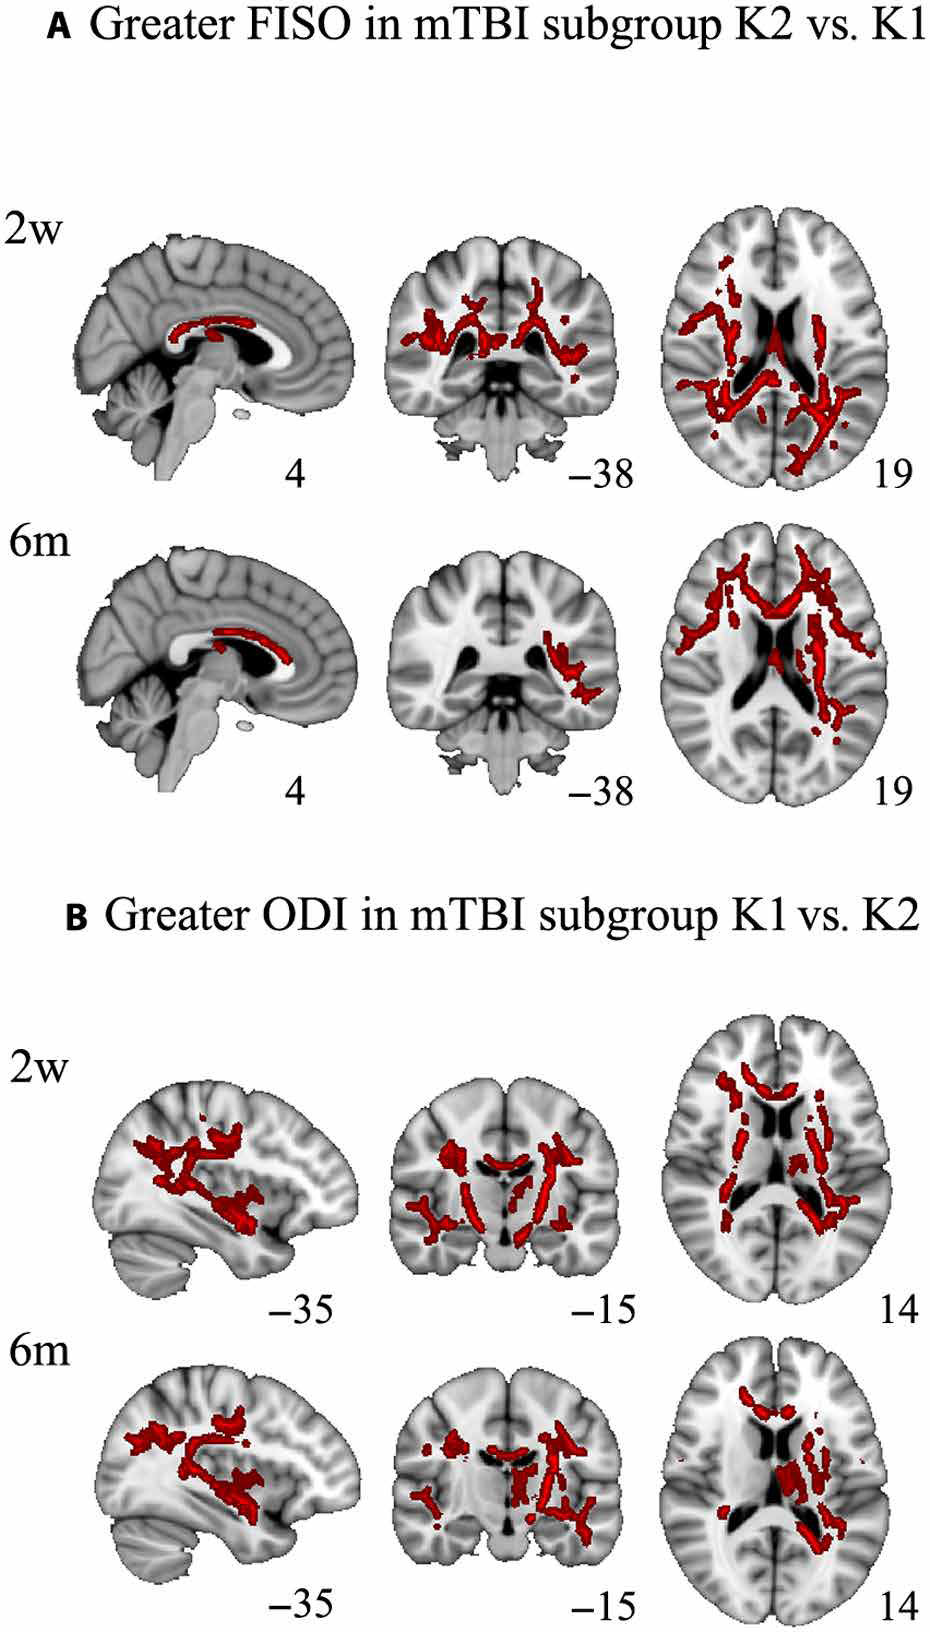 A Greater FISO in mTBI subgroup K2 vs. K1
2w
4
–38
19
6m
4
–38
19
B Greater ODI in mTBI subgroup K1 vs. K2
2w
–35
–15
14
6m
–35
–15
14